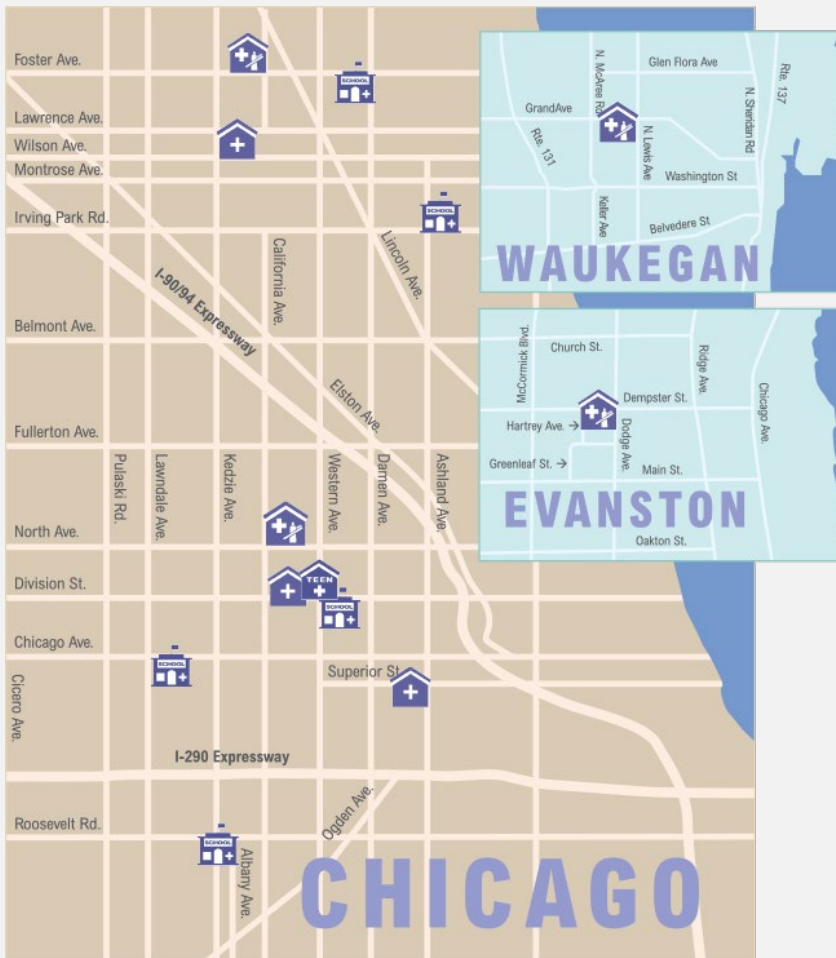 Foster Ave.
SCHOOL
Lawrence Ave.
Wilson Ave.
Montrose Ave.
SCHOOL
Irving Park Rd.
Lincoln Ave.
California Ave.
I-90/94 Expressway
Belmont Ave.
Elston Ave.
Fullerton Ave.
Pulaski Rd.
Lawndale Ave.
Kedzie Ave.
Western Ave.
Damen Ave.
Ashland Ave.
North Ave.
Division St.
TEEN
SCHOOL
Chicago Ave.
SCHOOL
Superior St.
Cicero Ave.
I-290 Expressway
Roosevelt Rd.
SCHOOL
Albany Ave.
Ogden Ave.
CHICAGO
N. McAree Rd
Glen Flora Ave
Rte. 137
GrandAve
N. Sheridan Rd
Rte. 131
N. Lewis Ave
Washington St
Keller Ave
Belvedere St
WAUKEGAN
McCormick Blvd.
Church St.
Ridge Ave.
Chicago Ave.
Dempster St.
Hartrey Ave. →
Dodge Ave.
Greenleaf St. →
Main St.
EVANSTON
Oakton St.